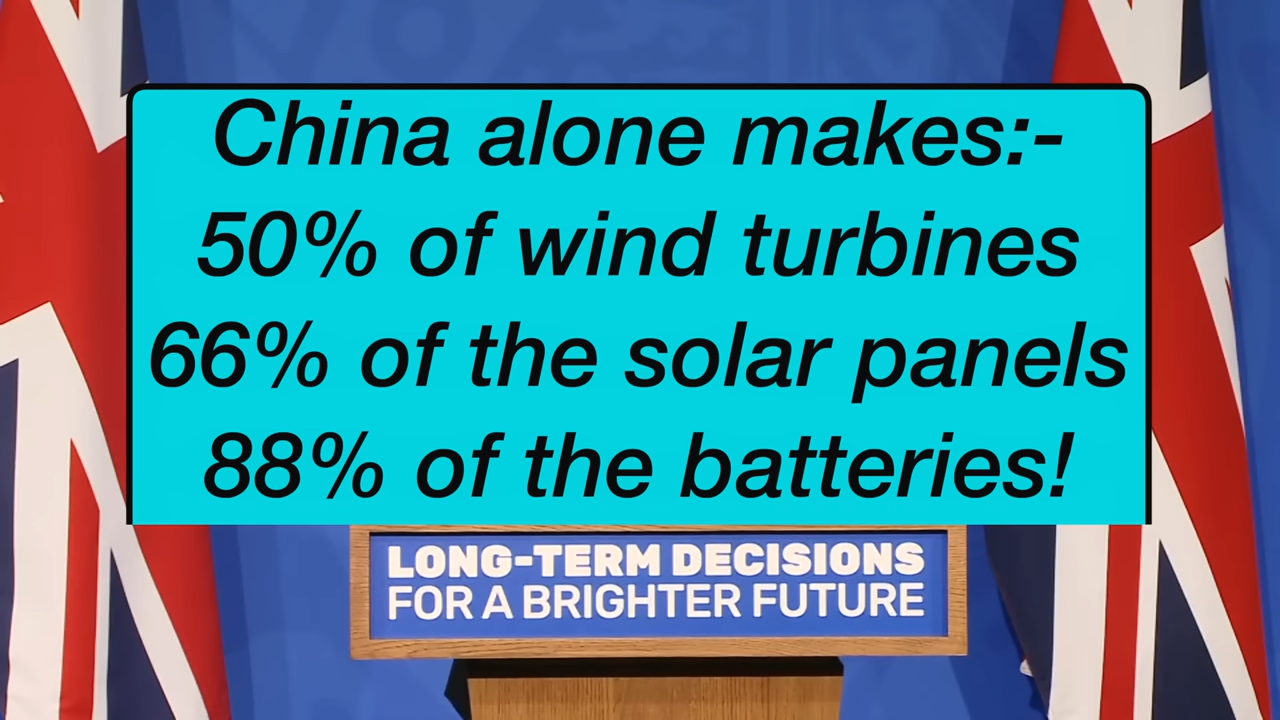 China alone makes:-
50% of wind turbines
66% of the solar panels
88% of the batteries!
LONG-TERM DECISIONS
FOR A BRIGHTER FUTURE